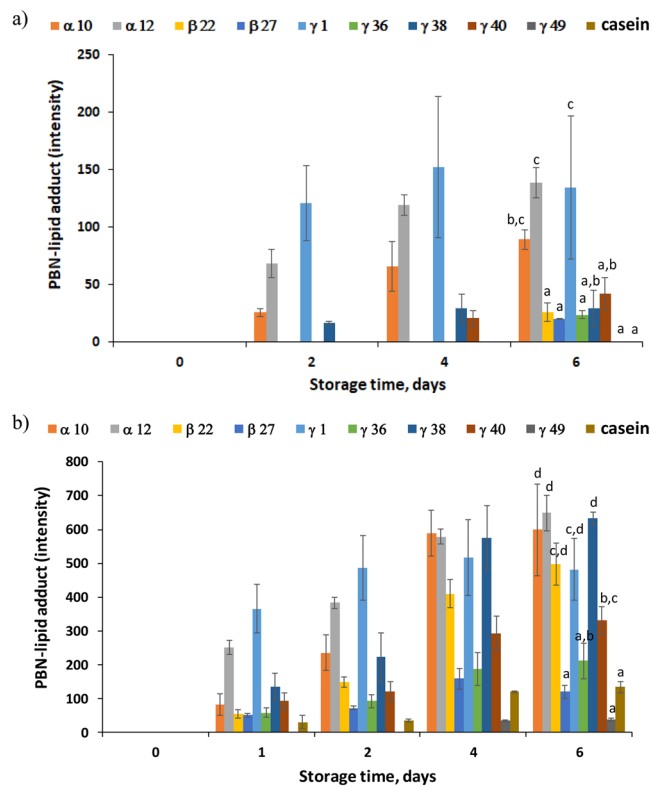 a)
α 10 α 12 β 22 β 27 γ 1 γ 36 γ 38 γ 40 γ 49 casein
250
200
150
100
50
0
PBN-lipid adduct (intensity)
b,c c a a c a a,b a,b a a
0 2 4 6
Storage time, days
b)
α 10 α 12 β 22 β 27 γ 1 γ 36 γ 38 γ 40 γ 49 casein
800
700
600
500
400
300
200
100
0
PBN-lipid adduct (intensity)
d d c,d a c,d a,b d b,c a a
0 1 2 4 6
Storage time, days